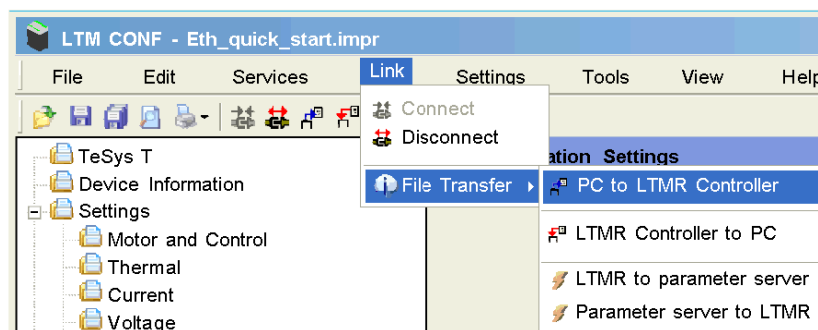 LTM CONF - Eth_quick_start.impr
File Edit Services Link Settings Tools View Help
Connect
Disconnect
File Transfer
TeSys T
Device Information
Settings
Motor and Control
Thermal
Current
Voltage
ation Settings
PC to LTMR Controller
LTMR Controller to PC
LTMR to parameter server
Parameter server to LTMR